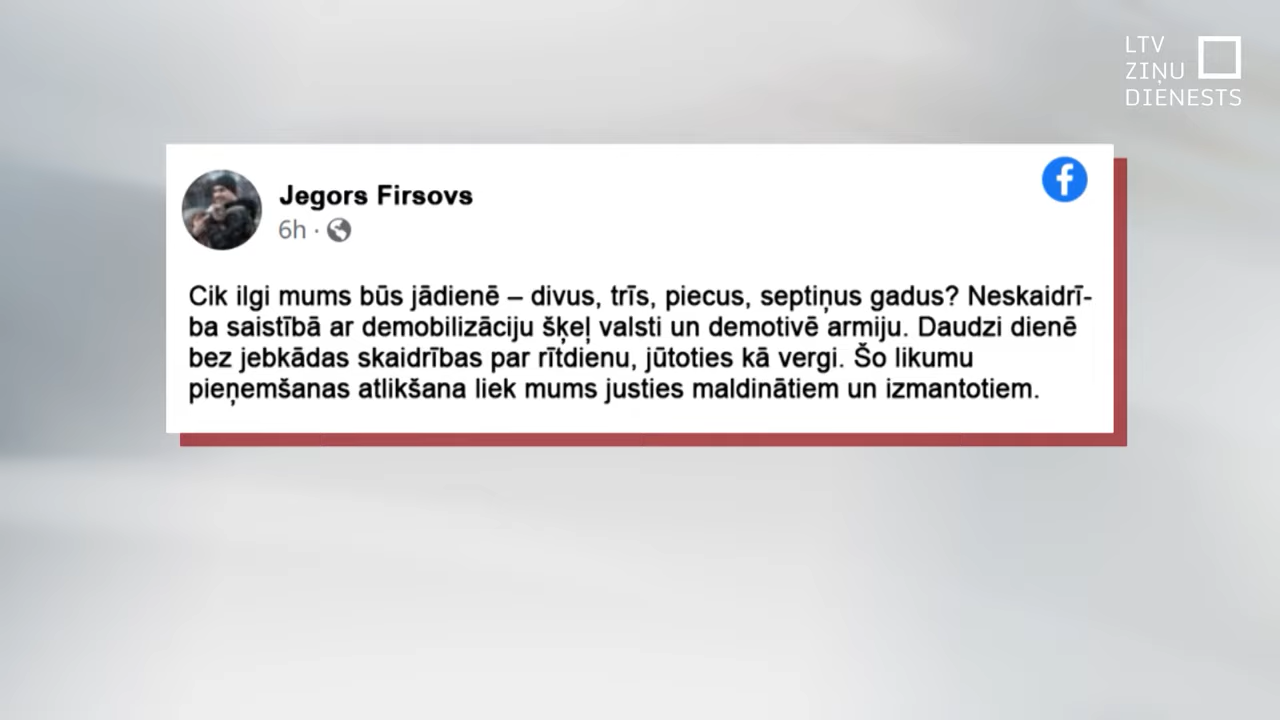 LTV
ZIŅU
DIENESTS
Jegors Firsovs
6h ·
Cik ilgi mums būs jādienē – divus, trīs, piecus, septiņus gadus? Neskaidrī-
ba saistībā ar demobilizāciju šķeļ valsti un demotivē armiju. Daudzi dienē
bez jebkādas skaidrības par rītdienu, jūtoties kā vergi. Šo likumu
pieņemšanas atlikšana liek mums justies maldinātiem un izmantotiem.